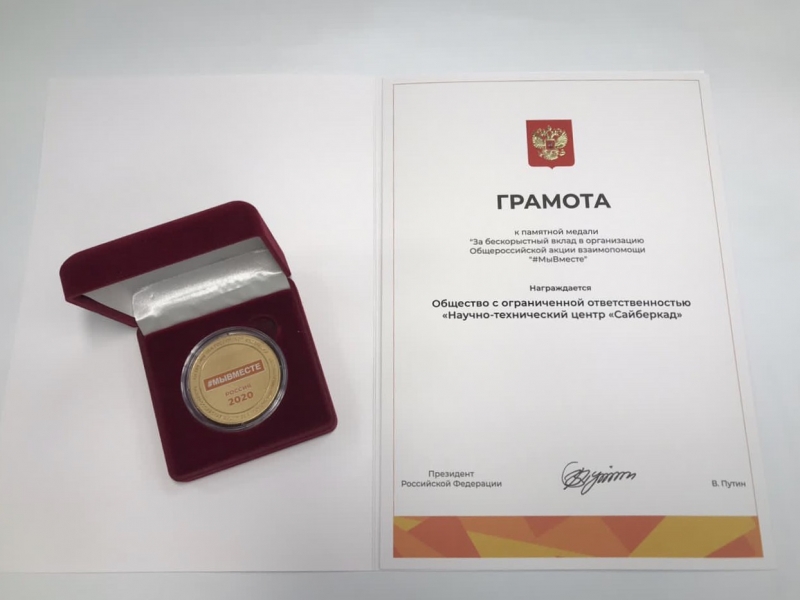 #МЫВМЕСТЕ
РОССИЯ
2020
ГРАМОТА
к памятной медали
"За бескорыстный вклад в организацию
Общероссийской акции взаимопомощи
"#МыВместе"
Награждается
Общество с ограниченной ответственностью
«Научно-технический центр «Сайберкад»
Президент
Российской Федерации
В. Путин